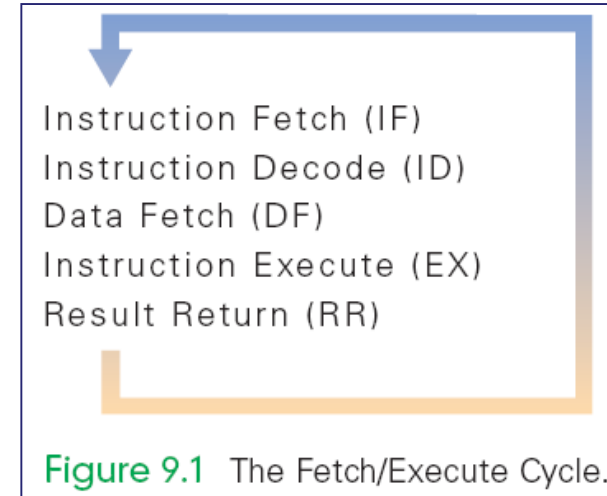 Instruction Fetch (IF)
Instruction Decode (ID)
Data Fetch (DF)
Instruction Execute (EX)
Result Return (RR)
Figure 9.1 The Fetch/Execute Cycle.